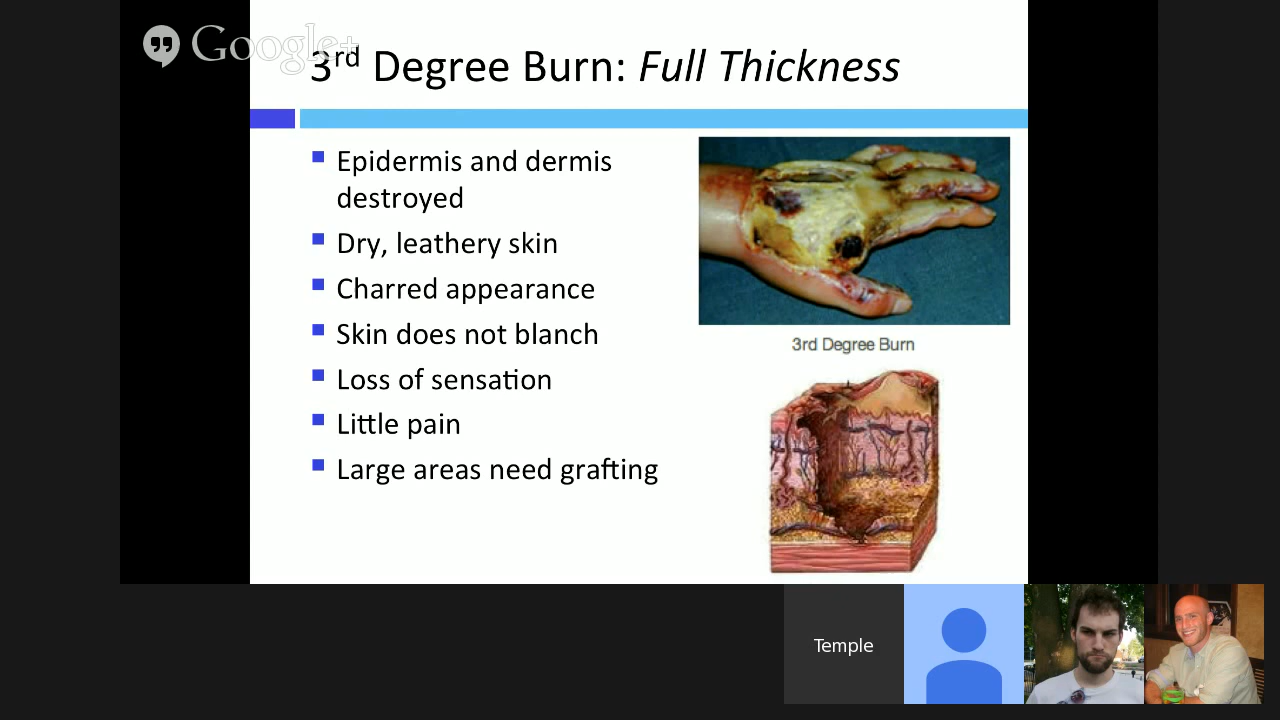 Google+
3rd Degree Burn: Full Thickness
Epidermis and dermis
destroyed
Dry, leathery skin
Charred appearance
Skin does not blanch
Loss of sensation
Little pain
Large areas need grafting
3rd Degree Burn
Temple